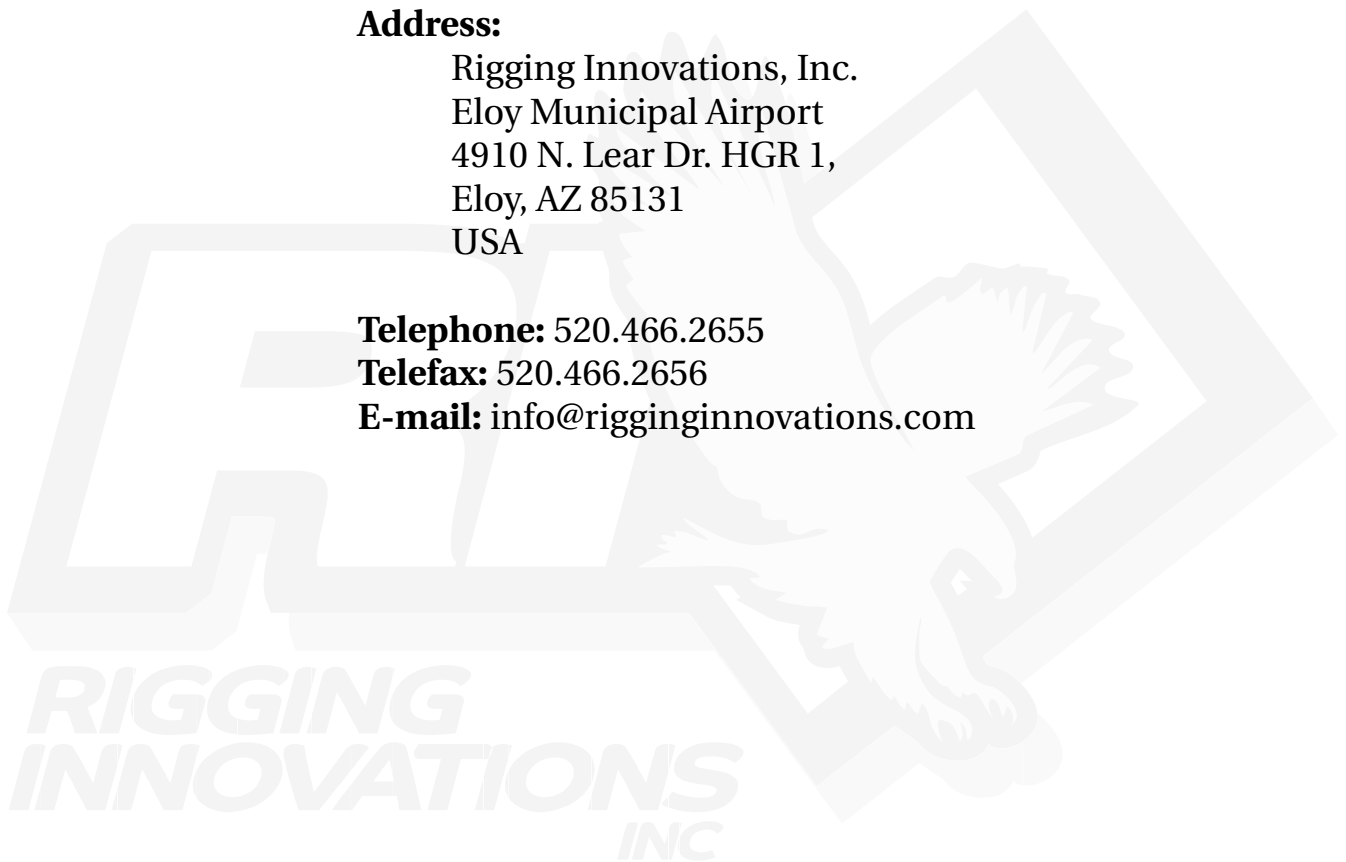 Address:
Rigging Innovations, Inc.
Eloy Municipal Airport
4910 N. Lear Dr. HGR 1,
Eloy, AZ 85131
USA
Telephone: 520.466.2655
Telefax: 520.466.2656
E-mail: info@rigginginnovations.com
RI
RIGGING
INNOVATIONS
INC